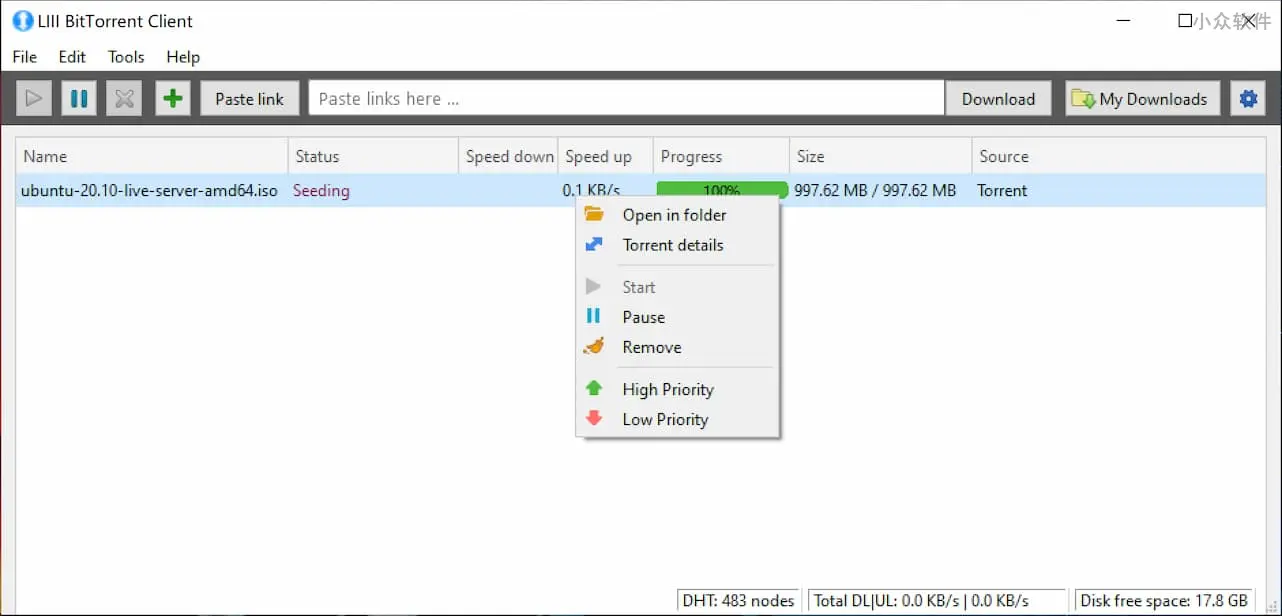 LIII BitTorrent Client
小众软件
File Edit Tools Help
Paste link Paste links here ... Download My Downloads
Name Status Speed down Speed up Progress Size Source
ubuntu-20.10-live-server-amd64.iso Seeding 0.1 KB/s 100% 997.62 MB / 997.62 MB Torrent
Open in folder
Torrent details
Start
Pause
Remove
High Priority
Low Priority
DHT: 483 nodes Total DL|UL: 0.0 KB/s | 0.0 KB/s Disk free space: 17.8 GB